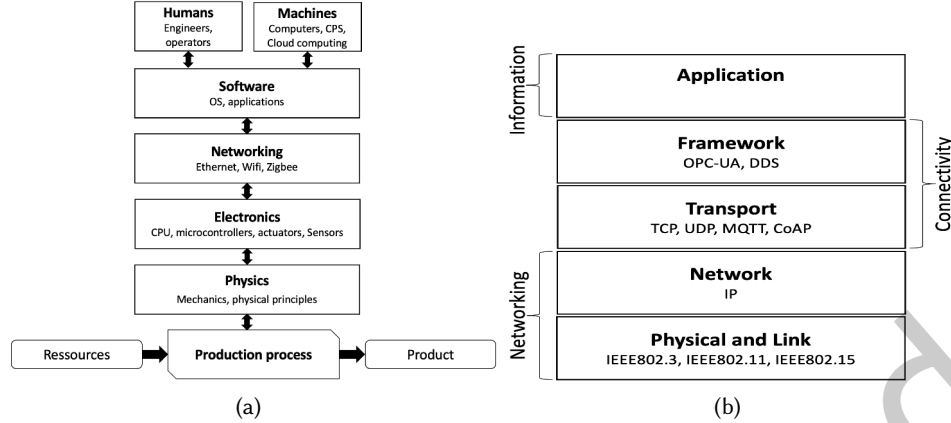 Humans
Engineers,
operators
Machines
Computers, CPS,
Cloud computing
Software
OS, applications
Networking
Ethernet, Wifi, Zigbee
Electronics
CPU, microcontrollers, actuators, Sensors
Physics
Mechanics, physical principles
Ressources
Production process
Product
(a)
Information
Application
Framework
OPC-UA, DDS
Transport
TCP, UDP, MQTT, CoAP
Connectivity
Networking
Network
IP
Physical and Link
IEEE802.3, IEEE802.11, IEEE802.15
(b)